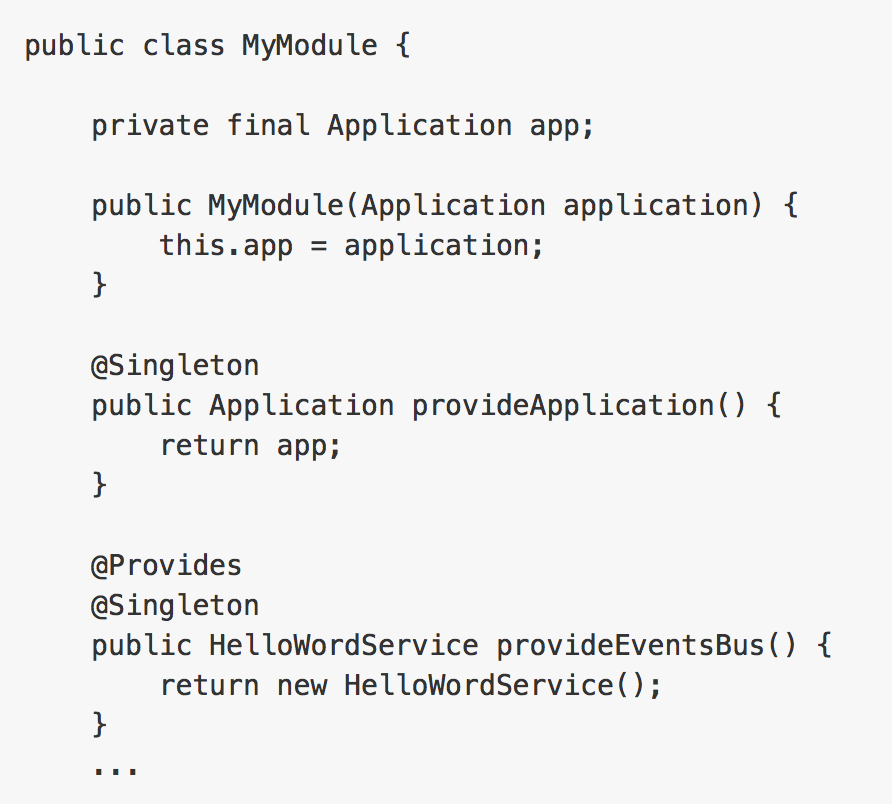 public class MyModule {
private final Application app;
public MyModule(Application application) {
this.app = application;
}
@Singleton
public Application provideApplication() {
return app;
}
@Provides
@Singleton
public HelloWordService provideEventsBus() {
return new HelloWordService();
}
...